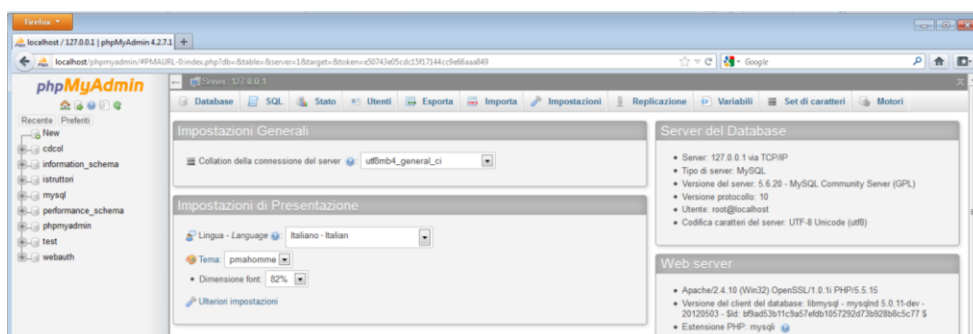 Firefox
localhost / 127.0.0.1 | phpMyAdmin 4.2.7.1
localhost/phpmyadmin/#PMAURL-0:index.php?db=&table=&server=1&target=&token=e50743e05cdc15f17144cc9e66aaa849
Google
phpMyAdmin
Recente Preferiti
New
cdcol
information_schema
istruttori
mysql
performance_schema
phpmyadmin
test
webauth
Server: 127.0.0.1
Database SQL Stato Utenti Esporta Importa Impostazioni Replicazione Variabili Set di caratteri Motori
Impostazioni Generali
Collation della connessione del server : utf8mb4_general_ci
Impostazioni di Presentazione
Lingua - Language : Italiano - Italian
Tema: pmahomme
• Dimensione font: 82%
Ulteriori impostazioni
Server del Database
• Server: 127.0.0.1 via TCP/IP
• Tipo di server: MySQL
• Versione del server: 5.6.20 - MySQL Community Server (GPL)
• Versione protocollo: 10
• Utente: root@localhost
• Codifica caratteri del server: UTF-8 Unicode (utf8)
Web server
• Apache/2.4.10 (Win32) OpenSSL/1.0.1i PHP/5.5.15
• Versione del client del database: libmysql - mysqlnd 5.0.11-dev -
20120503 - $Id: bf9ad53b11c9a57efdb1057292d73b928b8c5c77 $
• Estensione PHP: mysqli